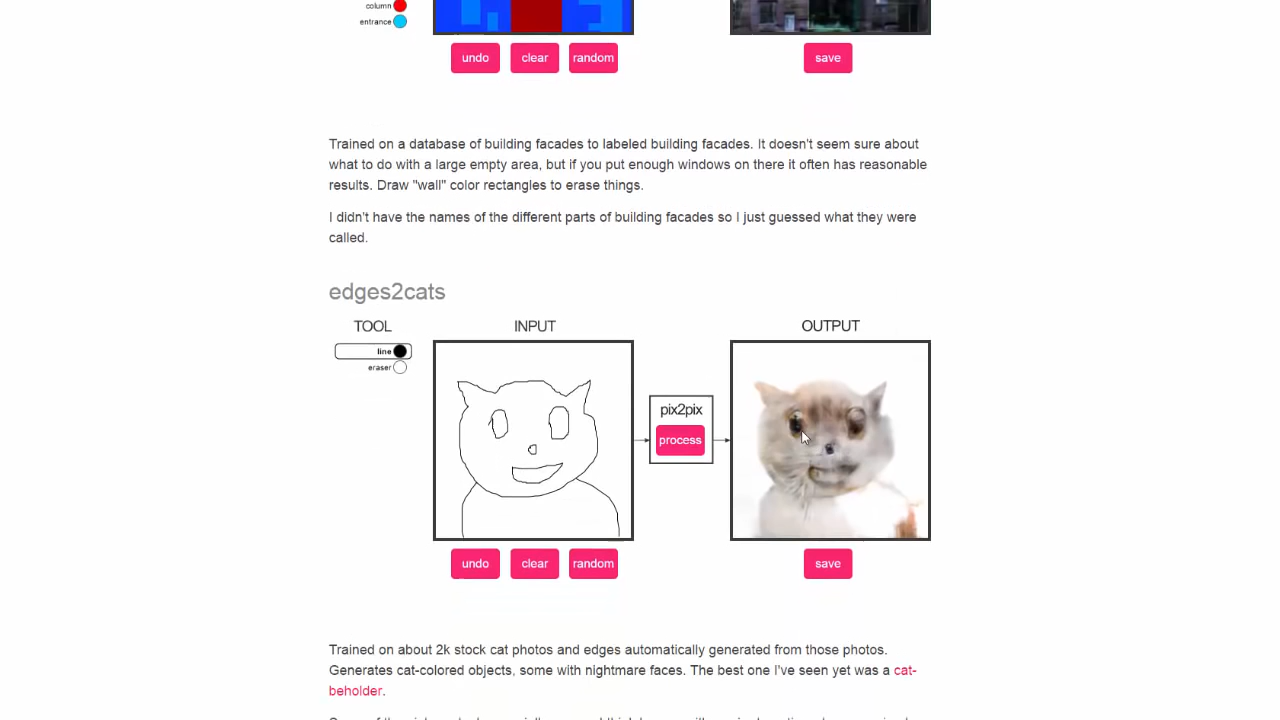 column
entrance
undo clear random save
Trained on a database of building facades to labeled building facades. It doesn't seem sure about
what to do with a large empty area, but if you put enough windows on there it often has reasonable
results. Draw "wall" color rectangles to erase things.
I didn't have the names of the different parts of building facades so I just guessed what they were
called.
edges2cats
TOOL INPUT OUTPUT
line
eraser
pix2pix
process
undo clear random save
Trained on about 2k stock cat photos and edges automatically generated from those photos.
Generates cat-colored objects, some with nightmare faces. The best one I've seen yet was a cat-
beholder.